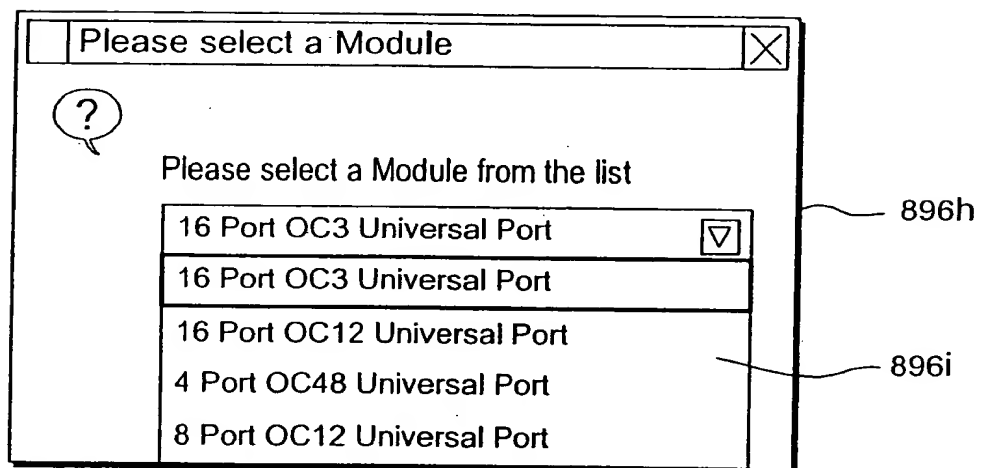 Please select a Module
?
Please select a Module from the list
16 Port OC3 Universal Port
16 Port OC3 Universal Port
16 Port OC12 Universal Port
4 Port OC48 Universal Port
8 Port OC12 Universal Port
896h
896i